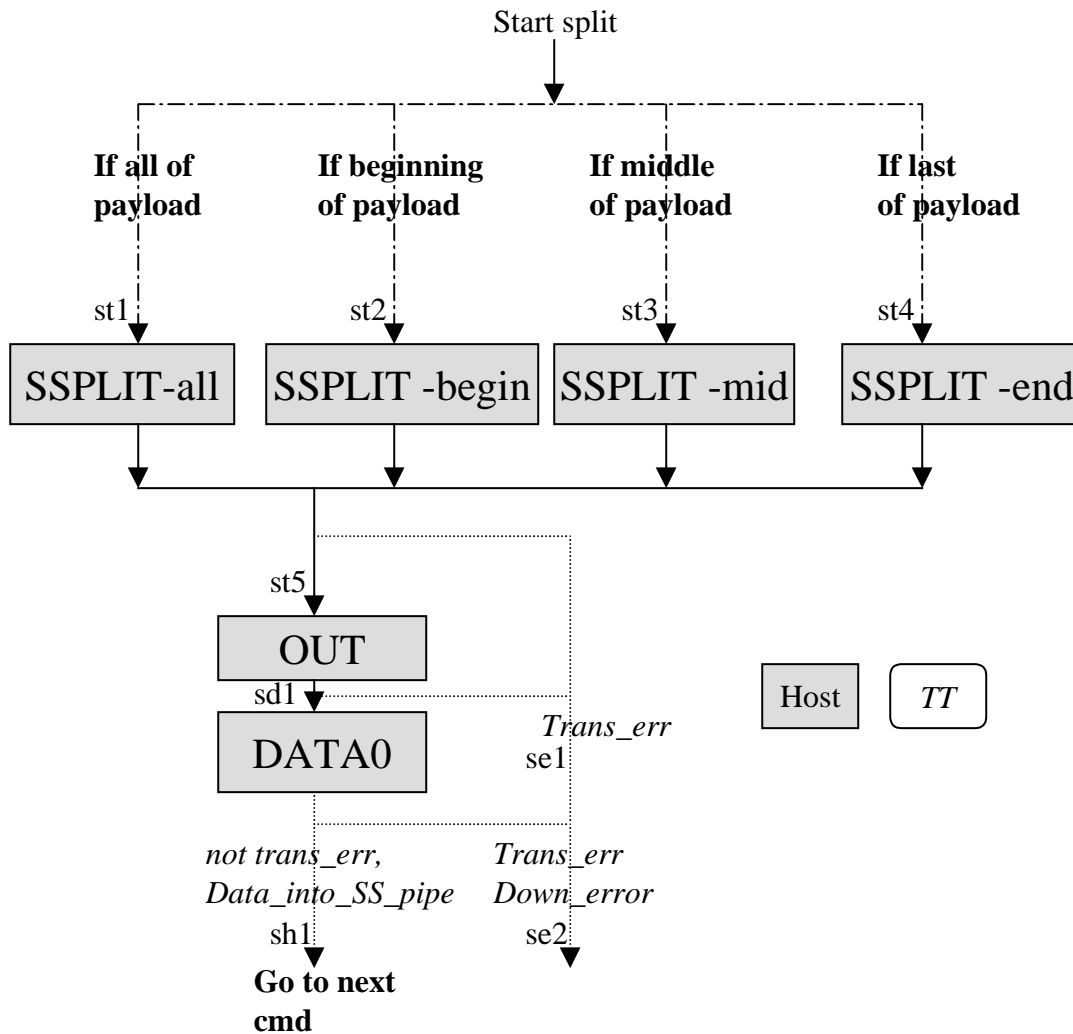 Start split
If all of
payload
If beginning
of payload
If middle
of payload
If last
of payload
st1
st2
st3
st4
SSPLIT-all
SSPLIT -begin
SSPLIT -mid
SSPLIT -end
st5
OUT
sd1
DATA0
Trans_err
se1
Host
TT
not trans_err,
Data_into_SS_pipe
sh1
Trans_err
Down_error
se2
Go to next
cmd